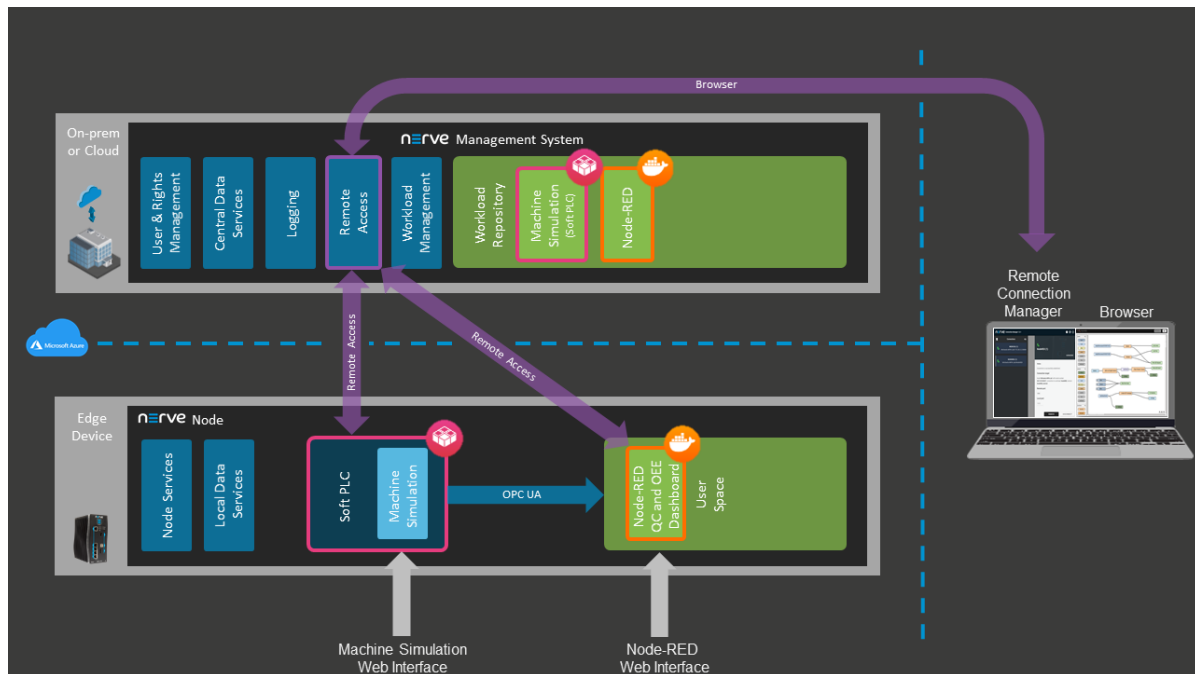 Browser
On-prem
or Cloud
nerve Management System
User & Rights
Management
Central Data
Services
Logging
Remote
Access
Workload
Management
Workload
Repository
Machine
Simulation
(Soft PLC)
Node-RED
Remote
Connection
Manager
Browser
Microsoft Azure
Remote Access
Remote Access
Edge
Device
nerve Node
Node Services
Local Data
Services
Soft PLC
Machine
Simulation
OPC UA
Node-RED
QC and OEE
Dashboard
User
Space
Machine Simulation
Web Interface
Node-RED
Web Interface